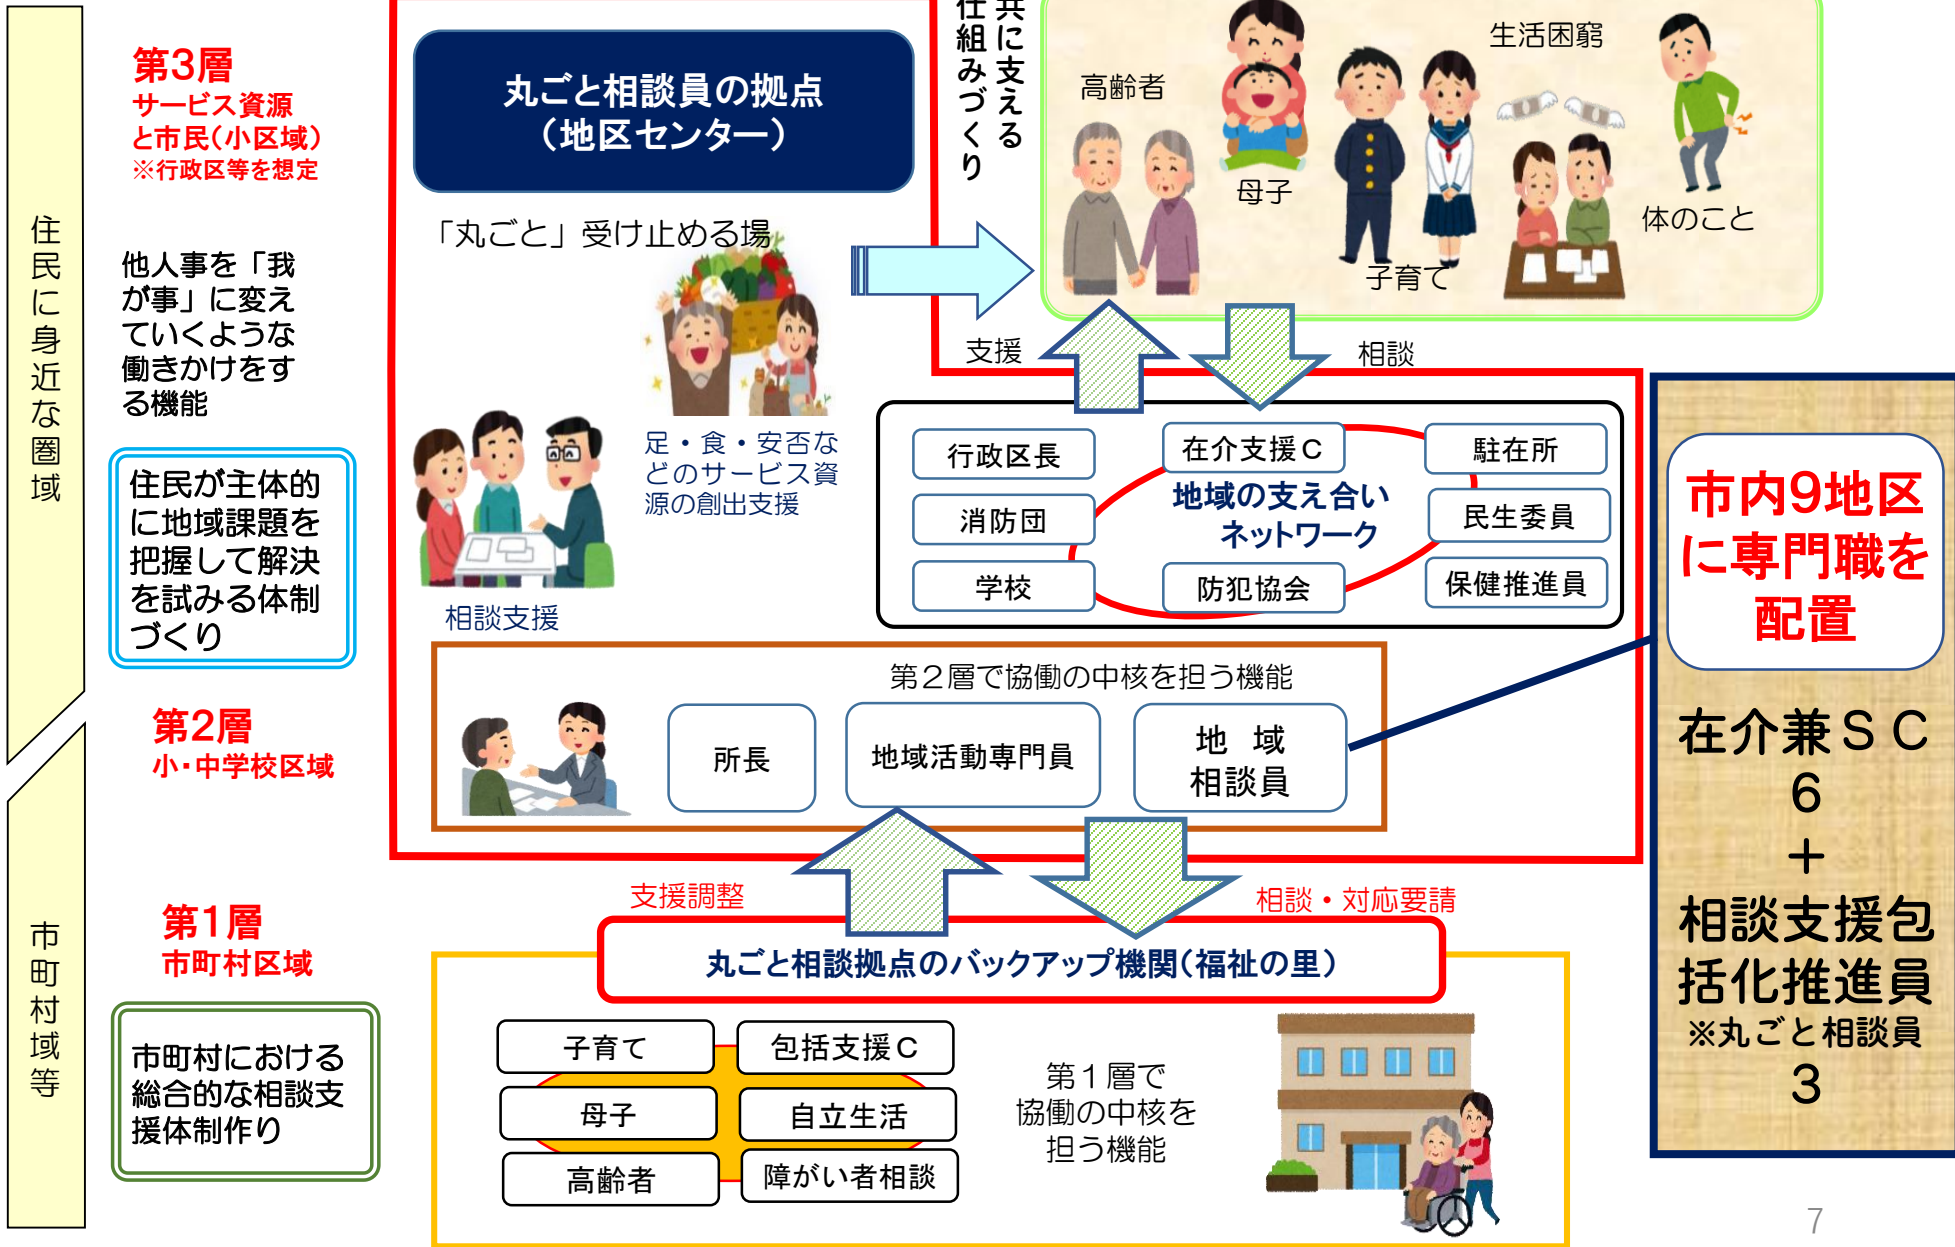 住民に身近な圏域
市町村域等
第3層
サービス資源
と市民(小区域)
※行政区等を想定
他人事を「我
が事」に変え
ていくような
働きかけをす
る機能
住民が主体的
に地域課題を
把握して解決
を試みる体制
づくり
第2層
小・中学校区域
第1層
市町村区域
市町村における
総合的な相談支
援体制作り
丸ごと相談員の拠点
(地区センター)
「丸ごと」受け止める場
足・食・安否な
どのサービス資
源の創出支援
相談支援
共に支える
仕組みづくり
高齢者
母子
子育て
生活困窮
体のこと
支援
相談
行政区長
消防団
学校
在介支援C
地域の支え合い
ネットワーク
防犯協会
駐在所
民生委員
保健推進員
第2層で協働の中核を担う機能
所長
地域活動専門員
地 域
相談員
支援調整
相談・対応要請
丸ごと相談拠点のバックアップ機関(福祉の里)
子育て
母子
高齢者
包括支援C
自立生活
障がい者相談
第1層で
協働の中核を
担う機能
市内9地区
に専門職を
配置
在介兼SC
6
+
相談支援包
括化推進員
※丸ごと相談員
3
7